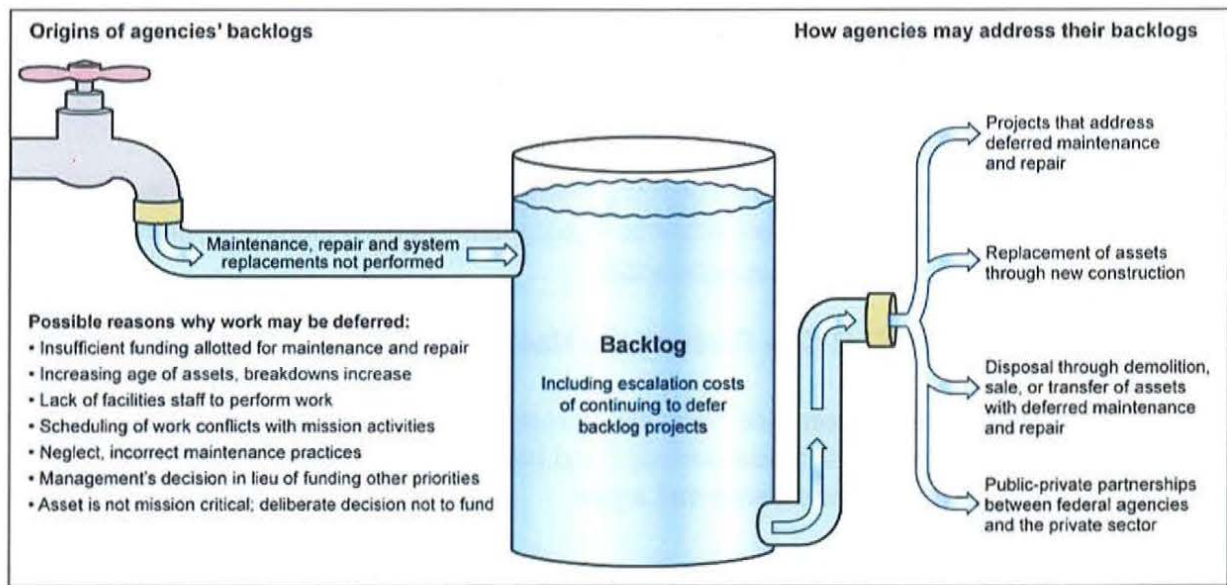 Origins of agencies' backlogs
How agencies may address their backlogs
Maintenance, repair and system
replacements not performed
Possible reasons why work may be deferred:
• Insufficient funding allotted for maintenance and repair
• Increasing age of assets, breakdowns increase
• Lack of facilities staff to perform work
• Scheduling of work conflicts with mission activities
• Neglect, incorrect maintenance practices
• Management's decision in lieu of funding other priorities
• Asset is not mission critical; deliberate decision not to fund
Backlog
Including escalation costs
of continuing to defer
backlog projects
Projects that address
deferred maintenance
and repair
Replacement of assets
through new construction
Disposal through demolition,
sale, or transfer of assets
with deferred maintenance
and repair
Public-private partnerships
between federal agencies
and the private sector